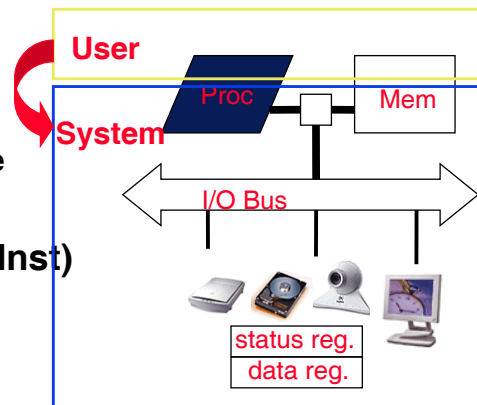 User
Proc
Mem
System
e
I/O Bus
Inst)
status reg.
data reg.